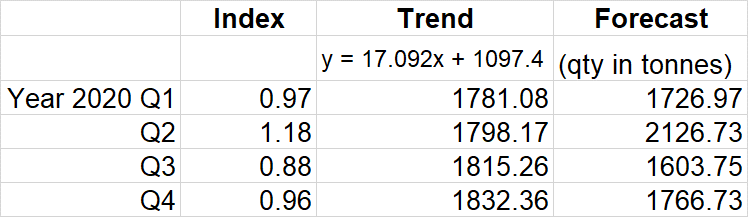 Index Trend Forecast
y = 17.092x + 1097.4 (qty in tonnes)
Year 2020 Q1 0.97 1781.08 1726.97
Q2 1.18 1798.17 2126.73
Q3 0.88 1815.26 1603.75
Q4 0.96 1832.36 1766.73